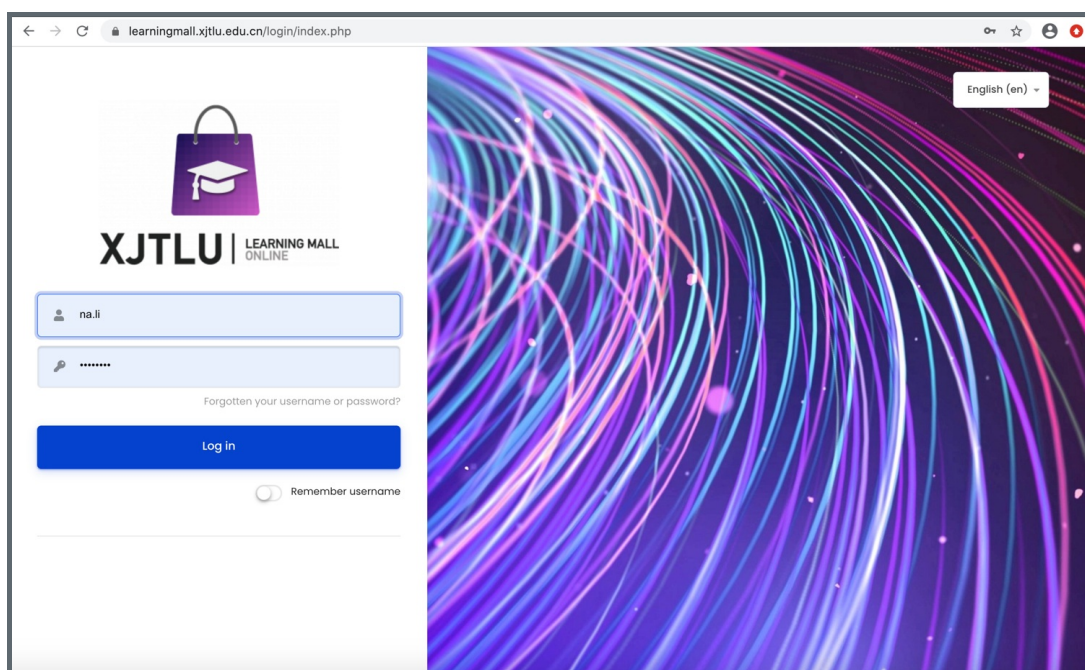 learningmall.xjtlu.edu.cn/login/index.php
English (en)
XJTLU | LEARNING MALL
ONLINE
na.li
••••••••
Forgotten your username or password?
Log in
Remember username